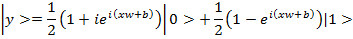 |y >= 1/2 (1 + ie^{i(xw+b)}) |0 > + 1/2 (1 − e^{i(xw+b)}) |1 >